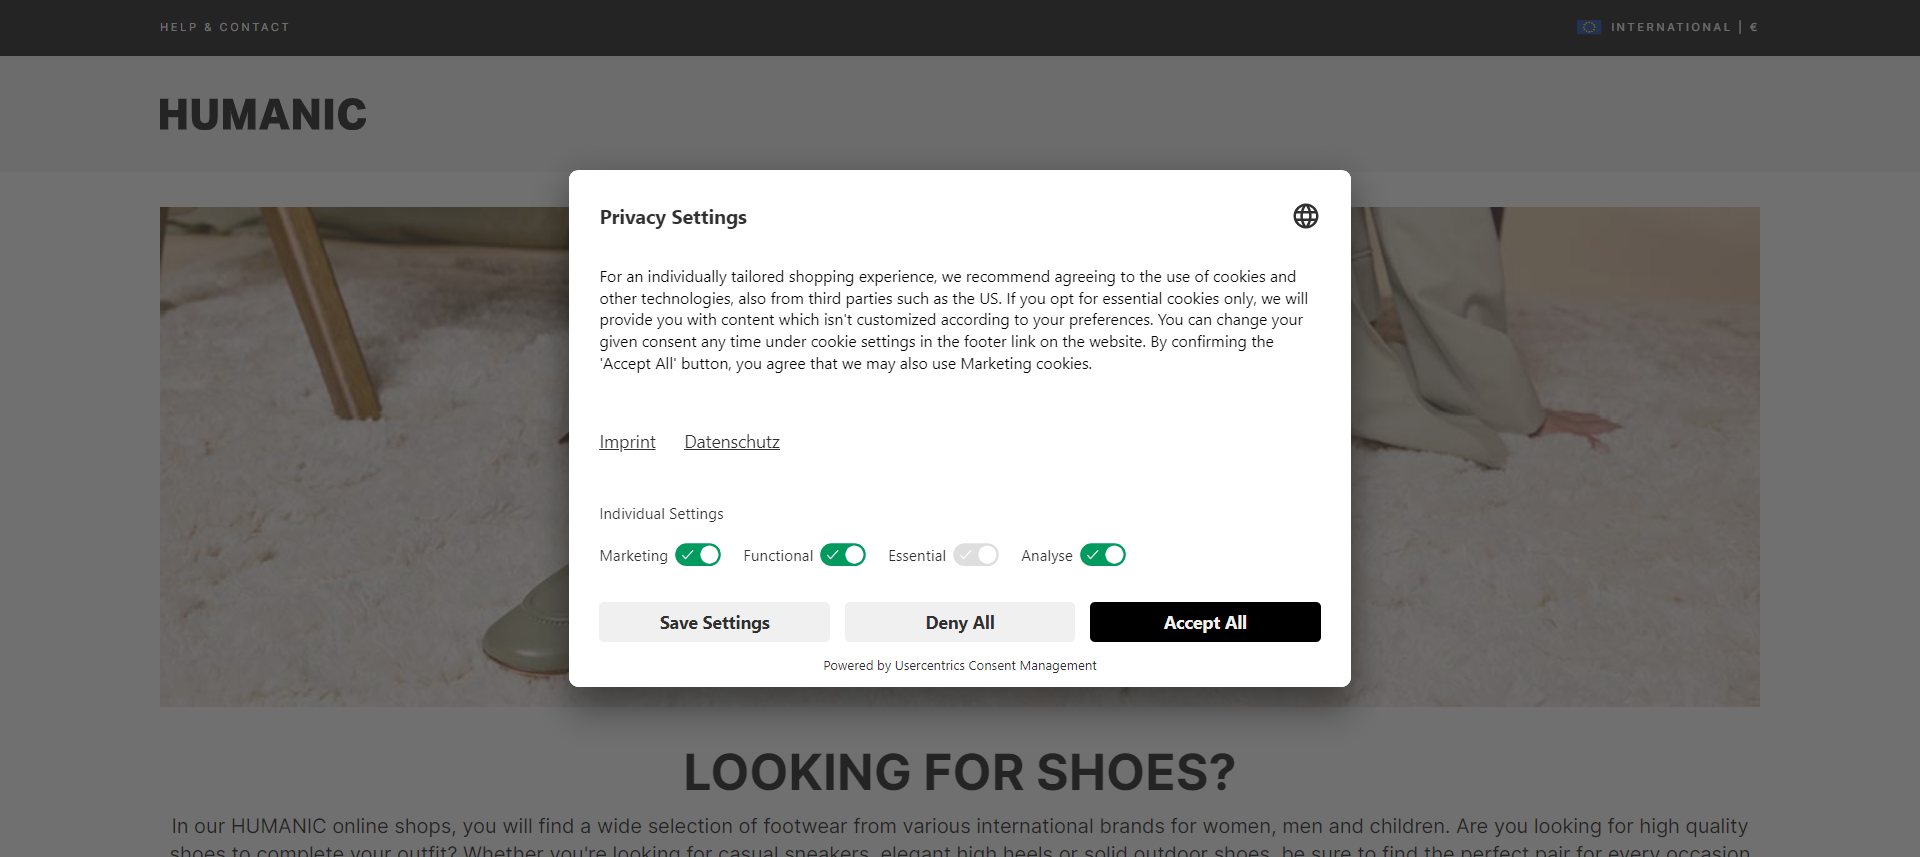 HELP & CONTACT
INTERNATIONAL | €
HUMANIC
Privacy Settings
For an individually tailored shopping experience, we recommend agreeing to the use of cookies and
other technologies, also from third parties such as the US. If you opt for essential cookies only, we will
provide you with content which isn't customized according to your preferences. You can change your
given consent any time under cookie settings in the footer link on the website. By confirming the
'Accept All' button, you agree that we may also use Marketing cookies.
Imprint Datenschutz
Individual Settings
Marketing Functional Essential Analyse
Save Settings Deny All Accept All
Powered by Usercentrics Consent Management
LOOKING FOR SHOES?
In our HUMANIC online shops, you will find a wide selection of footwear from various international brands for women, men and children. Are you looking for high quality
shoes to complete your outfit? Whether you're looking for casual sneakers, elegant high heels or solid outdoor shoes, be sure to find the perfect pair for every occasion